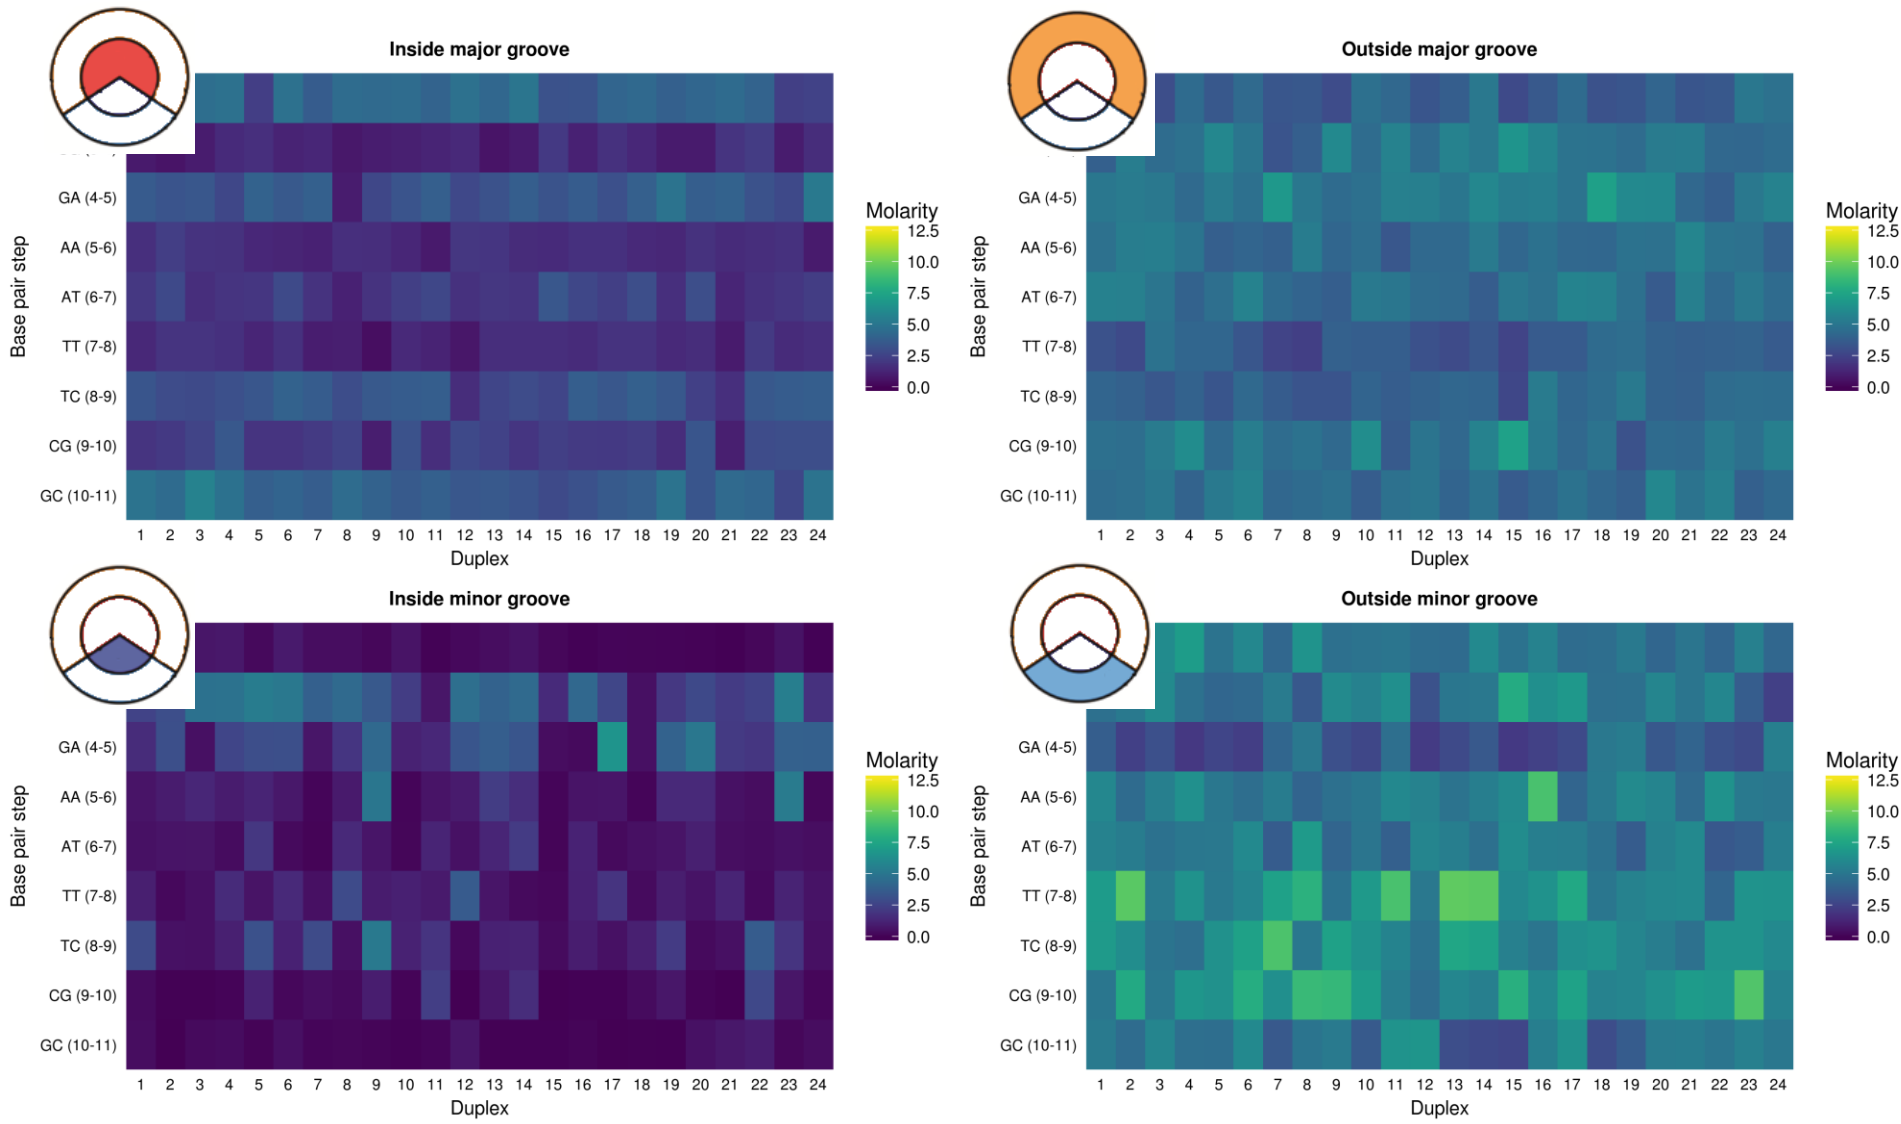 Inside major groove
Base pair step
GA (4-5)
AA (5-6)
AT (6-7)
TT (7-8)
TC (8-9)
CG (9-10)
GC (10-11)
1 2 3 4 5 6 7 8 9 10 11 12 13 14 15 16 17 18 19 20 21 22 23 24
Duplex
Molarity
12.5
10.0
7.5
5.0
2.5
0.0
Outside major groove
Base pair step
GA (4-5)
AA (5-6)
AT (6-7)
TT (7-8)
TC (8-9)
CG (9-10)
GC (10-11)
1 2 3 4 5 6 7 8 9 10 11 12 13 14 15 16 17 18 19 20 21 22 23 24
Duplex
Molarity
12.5
10.0
7.5
5.0
2.5
0.0
Inside minor groove
Base pair step
GA (4-5)
AA (5-6)
AT (6-7)
TT (7-8)
TC (8-9)
CG (9-10)
GC (10-11)
1 2 3 4 5 6 7 8 9 10 11 12 13 14 15 16 17 18 19 20 21 22 23 24
Duplex
Molarity
12.5
10.0
7.5
5.0
2.5
0.0
Outside minor groove
Base pair step
GA (4-5)
AA (5-6)
AT (6-7)
TT (7-8)
TC (8-9)
CG (9-10)
GC (10-11)
1 2 3 4 5 6 7 8 9 10 11 12 13 14 15 16 17 18 19 20 21 22 23 24
Duplex
Molarity
12.5
10.0
7.5
5.0
2.5
0.0